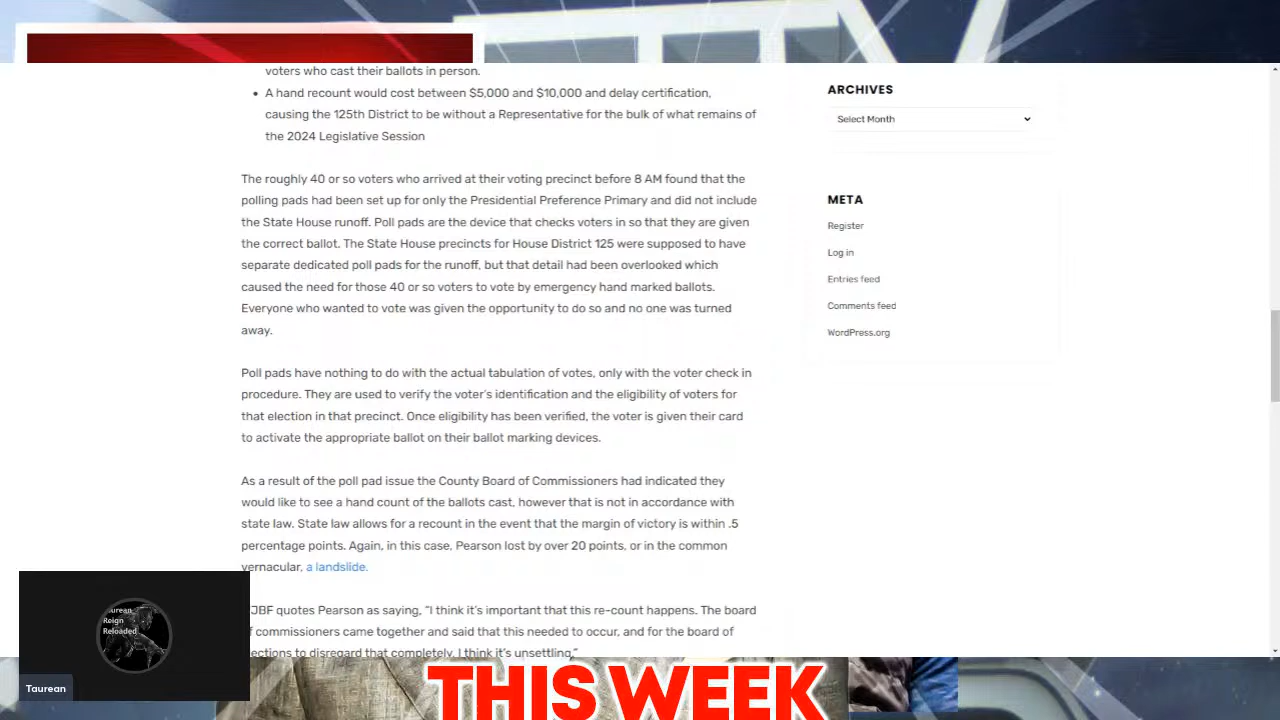 voters who cast their ballots in person.
A hand recount would cost between $5,000 and $10,000 and delay certification,
causing the 125th District to be without a Representative for the bulk of what remains of
the 2024 Legislative Session
The roughly 40 or so voters who arrived at their voting precinct before 8 AM found that the
polling pads had been set up for only the Presidential Preference Primary and did not include
the State House runoff. Poll pads are the device that checks voters in so that they are given
the correct ballot. The State House precincts for House District 125 were supposed to have
separate dedicated poll pads for the runoff, but that detail had been overlooked which
caused the need for those 40 or so voters to vote by emergency hand marked ballots.
Everyone who wanted to vote was given the opportunity to do so and no one was turned
away.
Poll pads have nothing to do with the actual tabulation of votes, only with the voter check in
procedure. They are used to verify the voter's identification and the eligibility of voters for
that election in that precinct. Once eligibility has been verified, the voter is given their card
to activate the appropriate ballot on their ballot marking devices.
As a result of the poll pad issue the County Board of Commissioners had indicated they
would like to see a hand count of the ballots cast, however that is not in accordance with
state law. State law allows for a recount in the event that the margin of victory is within .5
percentage points. Again, in this case, Pearson lost by over 20 points, or in the common
vernacular, a landslide.
JBF quotes Pearson as saying, "I think it's important that this re-count happens. The board
of commissioners came together and said that this needed to occur, and for the board of
ections to disregard that completely, I think it's unsettling."
ARCHIVES
Select Month
META
Register
Log in
Entries feed
Comments feed
WordPress.org
Taurean
Reign
Reloaded
Taurean
THIS WEEK